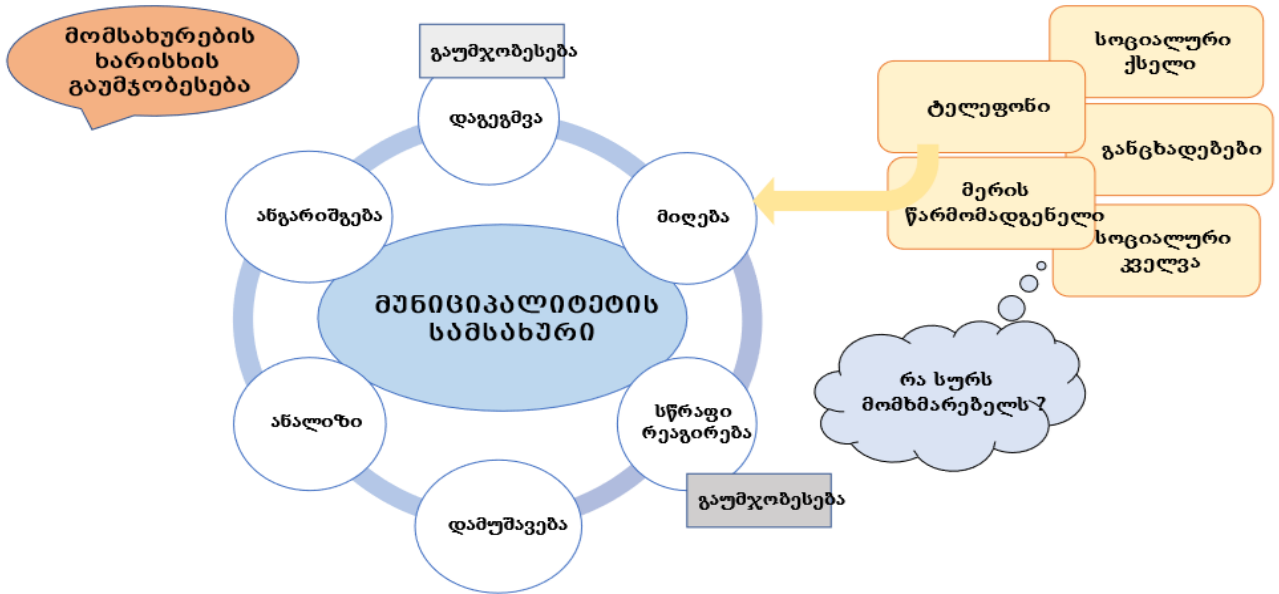 მომსახურების
ხარისხის
გაუმჯობესება
გაუმჯობესება
დაგეგმვა
მიღება
სწრაფი
რეაგირება
გაუმჯობესება
დამუშავება
ანალიზი
ანგარიშგება
მუნიციპალიტეტის
სამსახური
სოციალური
ქსელი
ტელეფონი
განცხადებები
მერის
წარმომადგენელი
სოციალური
კველვა
რა სურს
მომხმარებელს ?